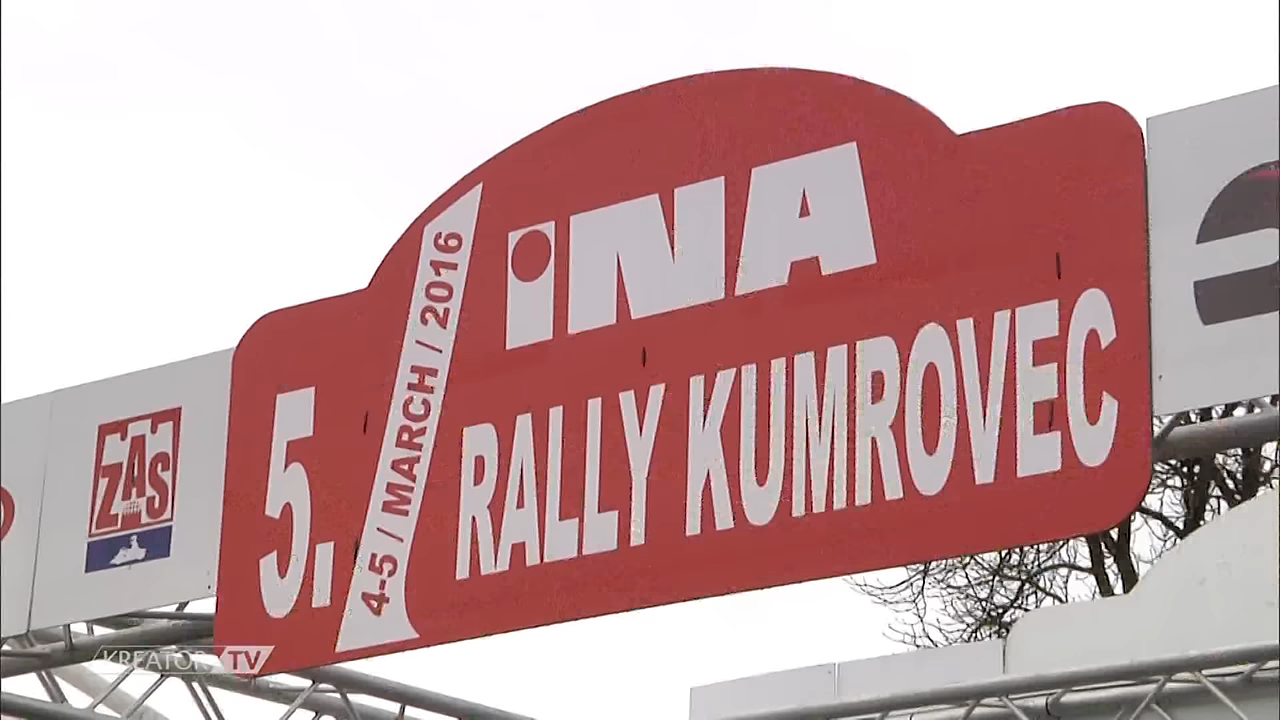 iNA
5.
4-5 / MARCH / 2016
RALLY KUMROVEC
ZAS
KREATOR TV